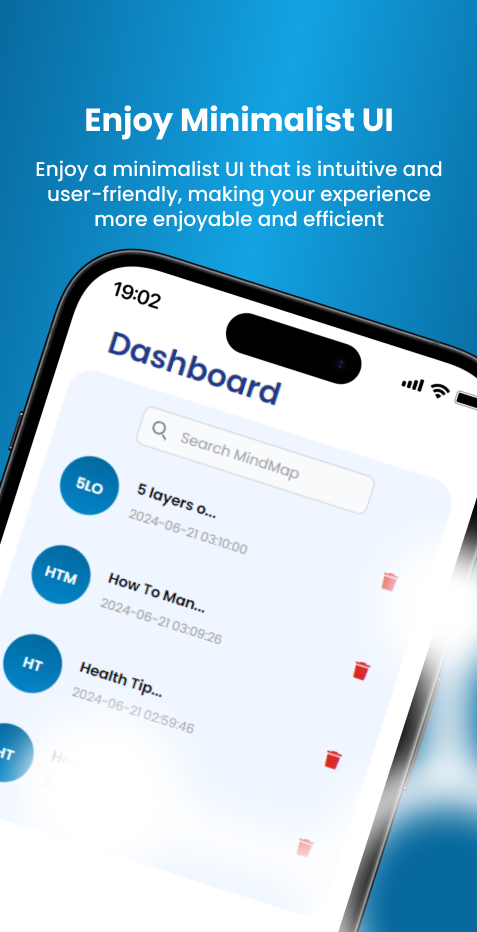 Enjoy Minimalist UI
Enjoy a minimalist UI that is intuitive and
user-friendly, making your experience
more enjoyable and efficient
19:02
Dashboard
Search MindMap
5LO
5 layers o...
2024-06-21 03:10:00
HTM
How To Man...
2024-06-21 03:09:26
HT
Health Tip...
2024-06-21 02:59:46
HT